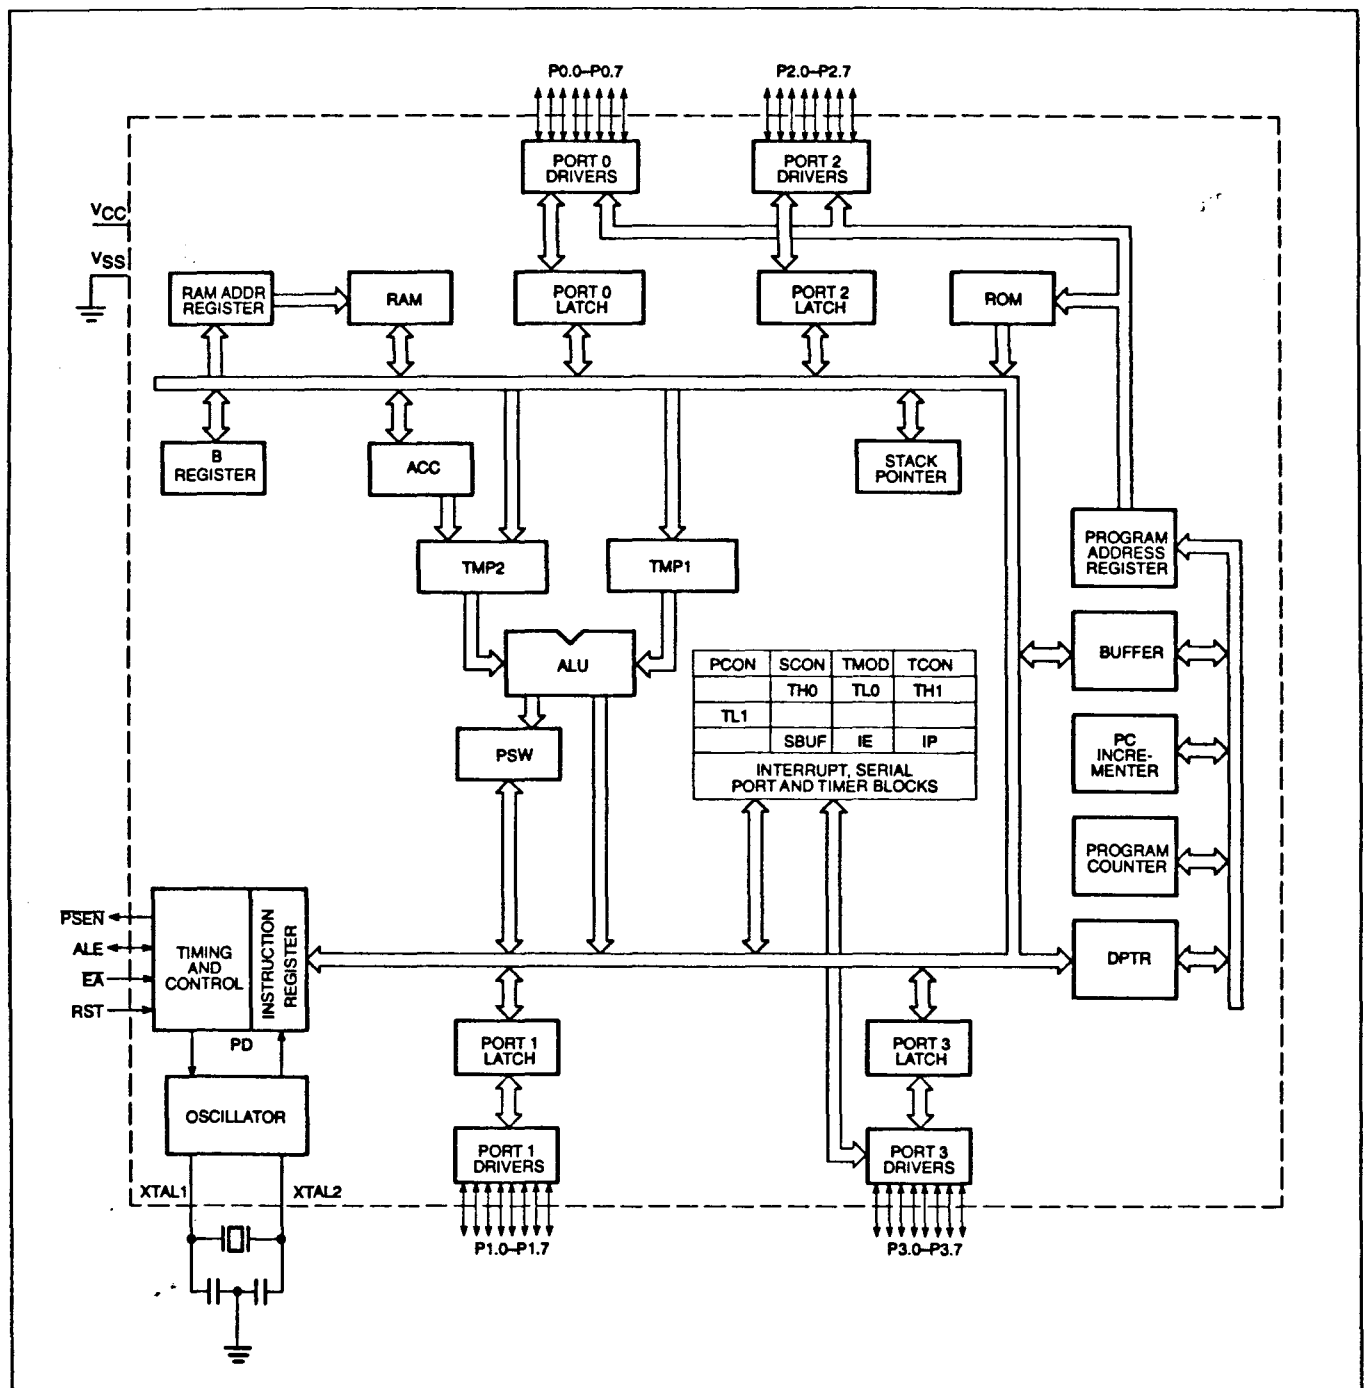 P0.0–P0.7
P2.0–P2.7
PORT 0
DRIVERS
PORT 2
DRIVERS
VCC
VSS
RAM ADDR
REGISTER
RAM
PORT 0
LATCH
PORT 2
LATCH
ROM
B
REGISTER
ACC
STACK
POINTER
PROGRAM
ADDRESS
REGISTER
TMP2
TMP1
ALU
BUFFER
PCON SCON TMOD TCON
TH0 TL0 TH1
TL1
SBUF IE IP
INTERRUPT, SERIAL
PORT AND TIMER BLOCKS
PSW
PC
INCRE-
MENTER
PROGRAM
COUNTER
PSEN
ALE
EA
RST
TIMING
AND
CONTROL
INSTRUCTION
REGISTER
DPTR
PD
PORT 1
LATCH
PORT 3
LATCH
OSCILLATOR
PORT 1
DRIVERS
PORT 3
DRIVERS
XTAL1
XTAL2
P1.0–P1.7
P3.0–P3.7